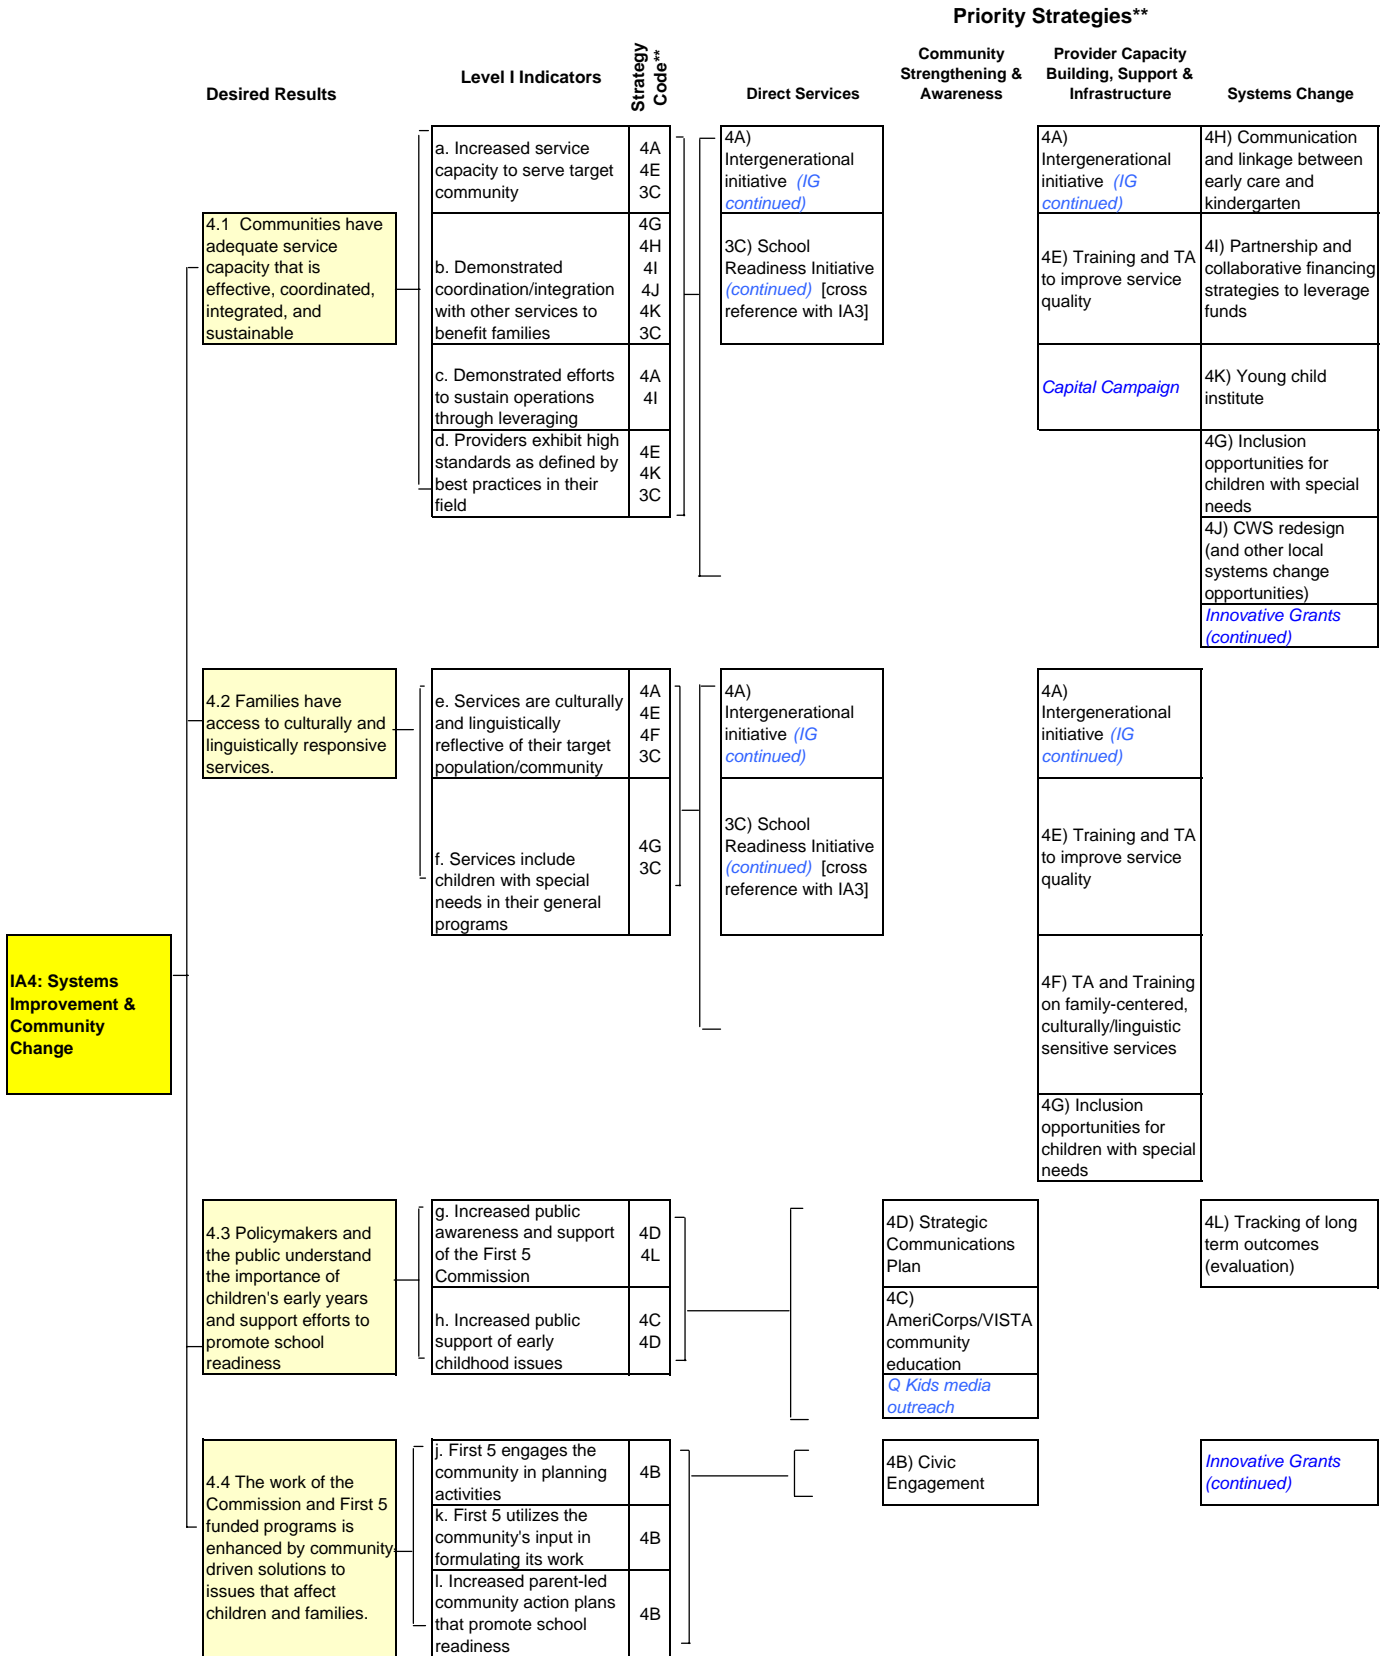 Priority Strategies**
Desired Results
Level I Indicators
Strategy
Code**
Direct Services
Community
Strengthening &
Awareness
Provider Capacity
Building, Support &
Infrastructure
Systems Change
IA4: Systems
Improvement &
Community
Change
4.1  Communities have
adequate service
capacity that is
effective, coordinated,
integrated, and
sustainable
a. Increased service
capacity to serve target
community
4A
4E
3C
b. Demonstrated
coordination/integration
with other services to
benefit families
4G
4H
4I
4J
4K
3C
c. Demonstrated efforts
to sustain operations
through leveraging
4A
4I
d. Providers exhibit high
standards as defined by
best practices in their
field
4E
4K
3C
4A)
Intergenerational
initiative  (IG
continued)
3C) School
Readiness Initiative
(continued)  [cross
reference with IA3]
4A)
Intergenerational
initiative  (IG
continued)
4E) Training and TA
to improve service
quality
Capital Campaign
4H) Communication
and linkage between
early care and
kindergarten
4I) Partnership and
collaborative financing
strategies to leverage
funds
4K) Young child
institute
4G) Inclusion
opportunities for
children with special
needs
4J) CWS redesign
(and other local
systems change
opportunities)
Innovative Grants
(continued)
4.2 Families have
access to culturally and
linguistically responsive
services.
e. Services are culturally
and linguistically
reflective of their target
population/community
4A
4E
4F
3C
f. Services include
children with special
needs in their general
programs
4G
3C
4A)
Intergenerational
initiative  (IG
continued)
3C) School
Readiness Initiative
(continued)  [cross
reference with IA3]
4A)
Intergenerational
initiative  (IG
continued)
4E) Training and TA
to improve service
quality
4F) TA and Training
on family-centered,
culturally/linguistic
sensitive services
4G) Inclusion
opportunities for
children with special
needs
4.3 Policymakers and
the public understand
the importance of
children's early years
and support efforts to
promote school
readiness
g. Increased public
awareness and support
of the First 5
Commission
4D
4L
h. Increased public
support of early
childhood issues
4C
4D
4D) Strategic
Communications
Plan
4C)
AmeriCorps/VISTA
community
education
Q Kids media
outreach
4L) Tracking of long
term outcomes
(evaluation)
4.4 The work of the
Commission and First 5
funded programs is
enhanced by community
driven solutions to
issues that affect
children and families.
j. First 5 engages the
community in planning
activities
4B
k. First 5 utilizes the
community's input in
formulating its work
4B
l. Increased parent-led
community action plans
that promote school
readiness
4B
4B) Civic
Engagement
Innovative Grants
(continued)